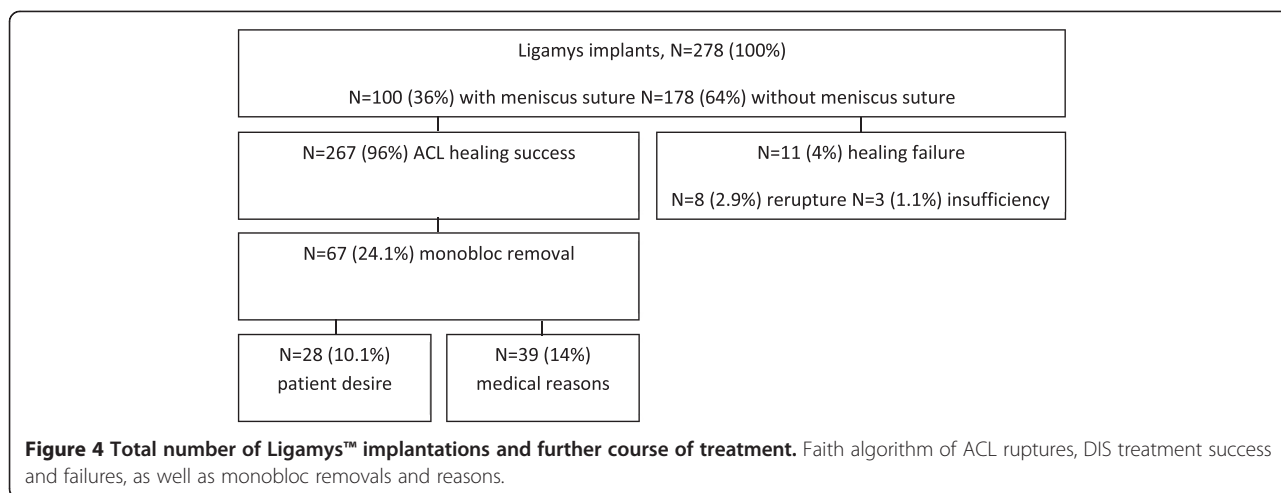 Ligamys implants, N=278 (100%)
N=100 (36%) with meniscus suture N=178 (64%) without meniscus suture
N=267 (96%) ACL healing success
N=11 (4%) healing failure
N=8 (2.9%) rerupture N=3 (1.1%) insufficiency
N=67 (24.1%) monobloc removal
N=28 (10.1%)
patient desire
N=39 (14%)
medical reasons
Figure 4 Total number of Ligamys™ implantations and further course of treatment. Faith algorithm of ACL ruptures, DIS treatment success
and failures, as well as monobloc removals and reasons.